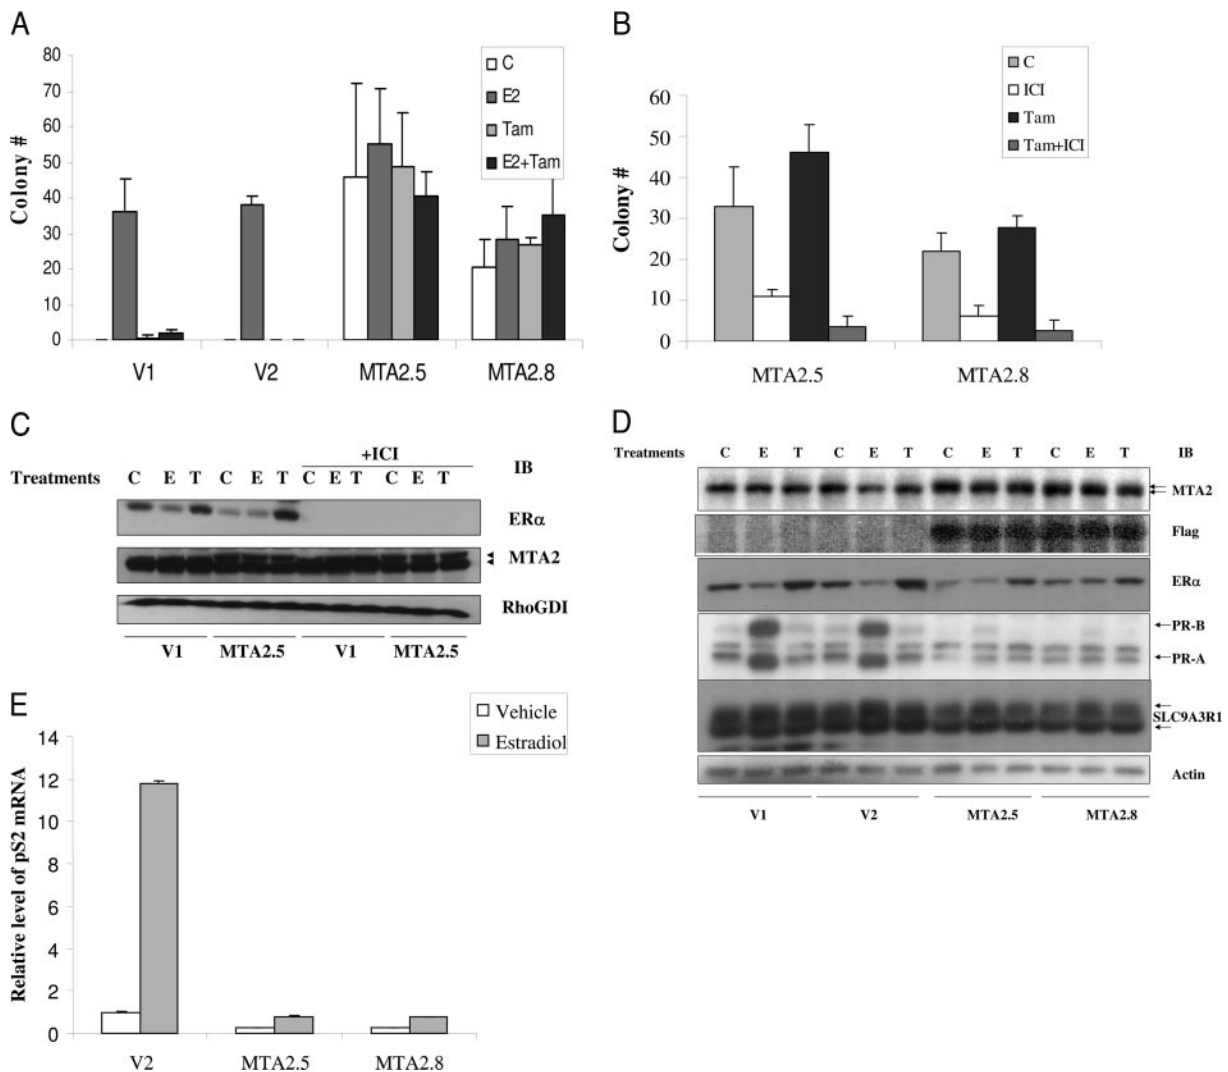 A
80
70
60
50
40
30
20
10
0
Colony #
C
E2
Tam
E2+Tam
V1 V2 MTA2.5 MTA2.8
B
60
50
40
30
20
10
0
Colony #
C
ICI
Tam
Tam+ICI
MTA2.5 MTA2.8
C
+ICI
Treatments C E T C E T C E T C E T IB
ERα
MTA2
RhoGDI
V1 MTA2.5 V1 MTA2.5
D
Treatments C E T C E T C E T C E T IB
MTA2
Flag
ERα
PR-B
PR-A
SLC9A3R1
Actin
V1 V2 MTA2.5 MTA2.8
E
Vehicle
Estradiol
14
12
10
8
6
4
2
0
Relative level of pS2 mRNA
V2 MTA2.5 MTA2.8